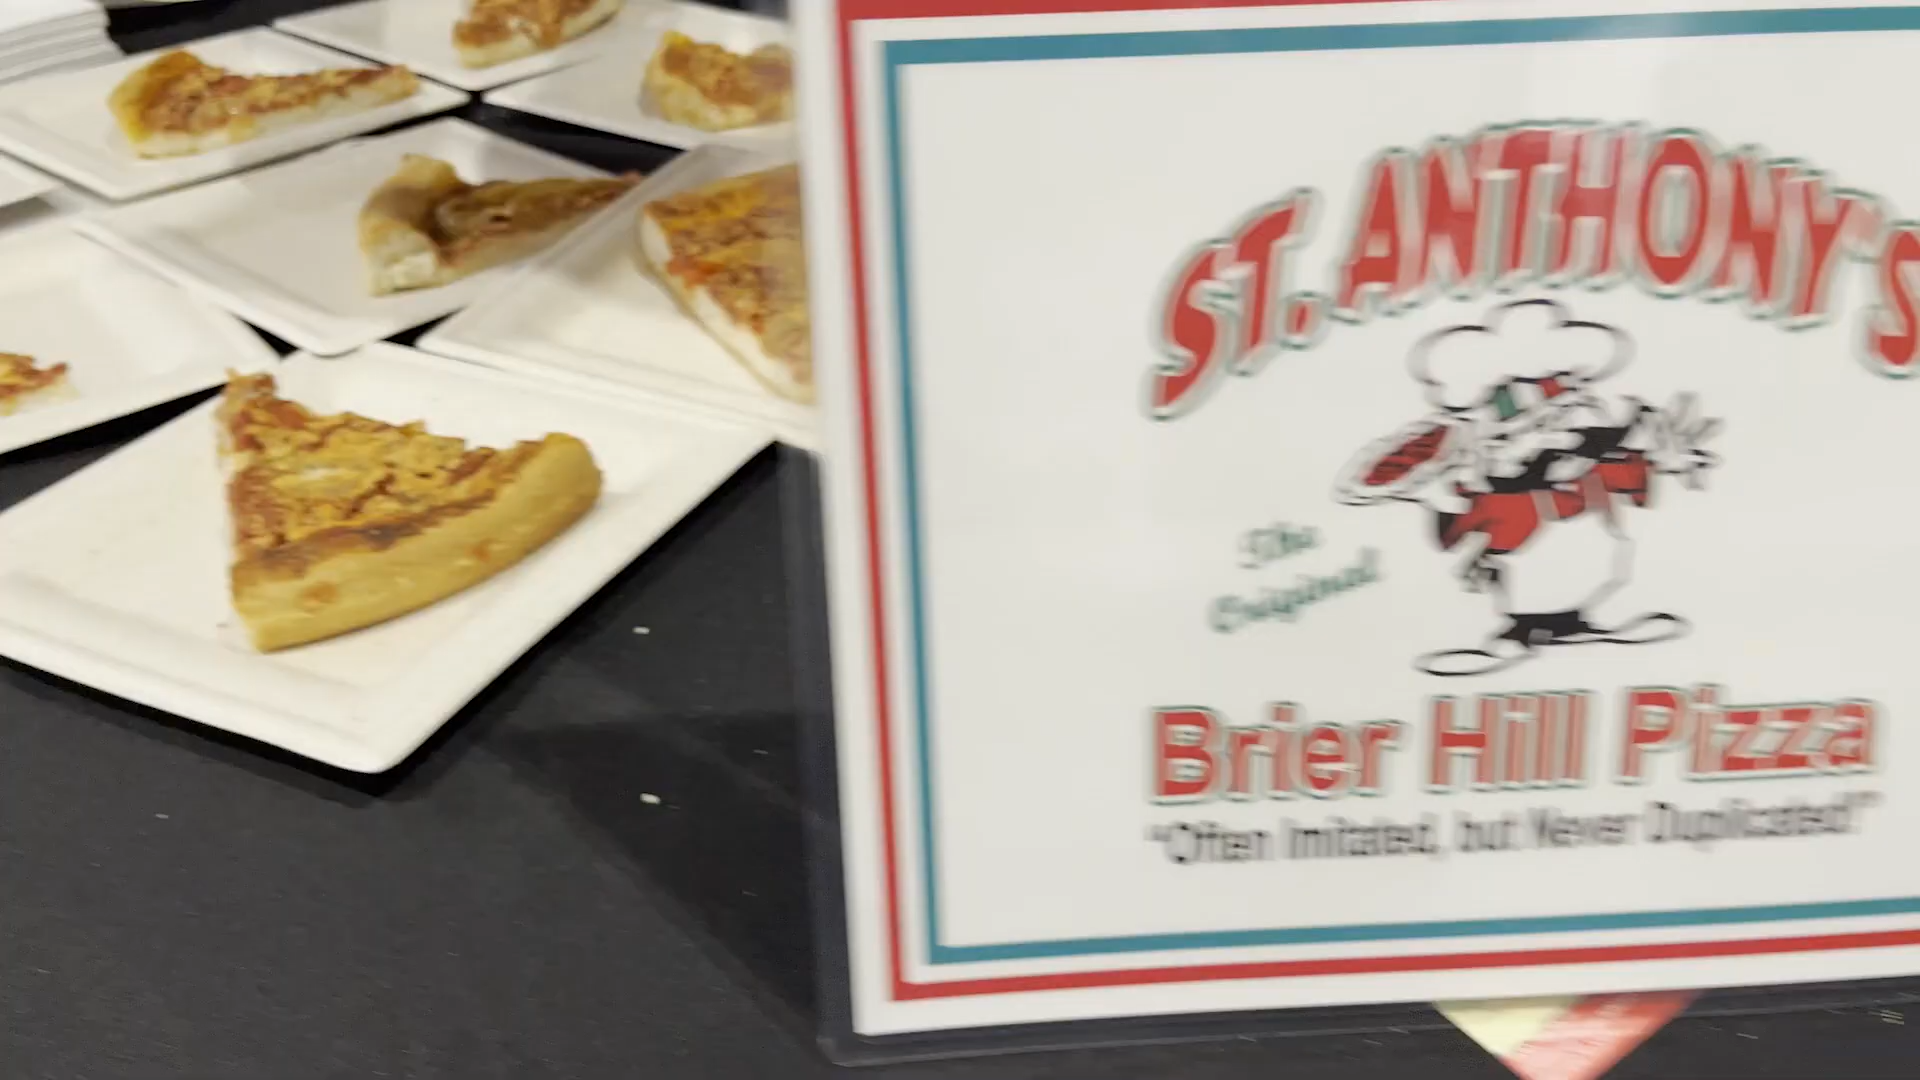 ST. ANTHONY'S
The
Original
Brier Hill Pizza
"Often Imitated, but Never Duplicated!"